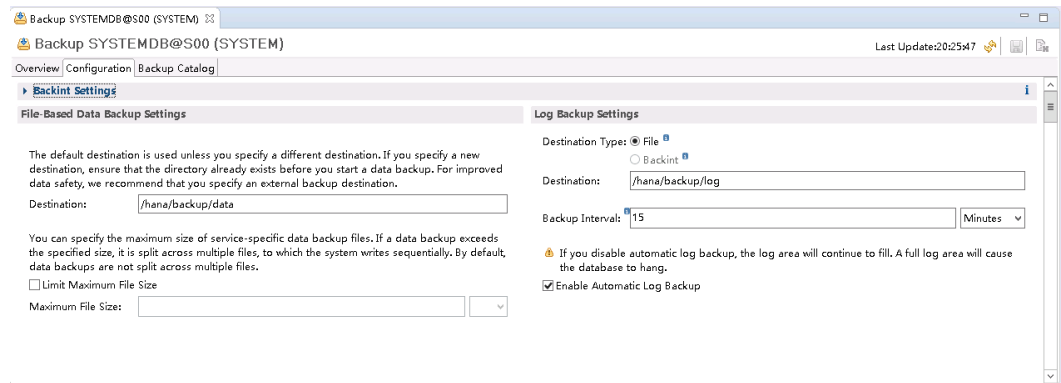 Backup SYSTEMDB@S00 (SYSTEM)
Backup SYSTEMDB@S00 (SYSTEM)
Last Update:20:25:47
Overview Configuration Backup Catalog
Backint Settings
File-Based Data Backup Settings
The default destination is used unless you specify a different destination. If you specify a new
destination, ensure that the directory already exists before you start a data backup. For improved
data safety, we recommend that you specify an external backup destination.
Destination: /hana/backup/data
You can specify the maximum size of service-specific data backup files. If a data backup exceeds
the specified size, it is split across multiple files, to which the system writes sequentially. By default,
data backups are not split across multiple files.
Limit Maximum File Size
Maximum File Size:
Log Backup Settings
Destination Type: File
Backint
Destination: /hana/backup/log
Backup Interval: 15 Minutes
If you disable automatic log backup, the log area will continue to fill. A full log area will cause
the database to hang.
Enable Automatic Log Backup